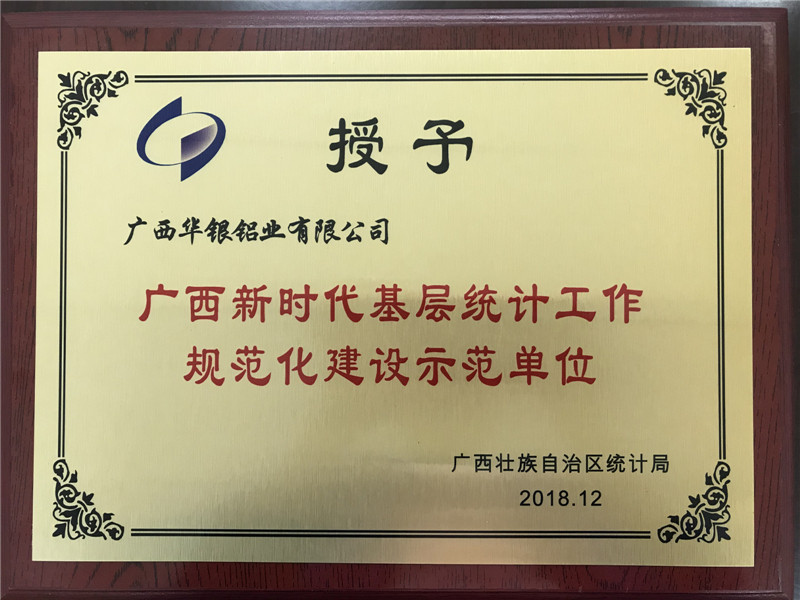 授予
广西华银铝业有限公司
广西新时代基层统计工作
规范化建设示范单位
广西壮族自治区统计局
2018.12